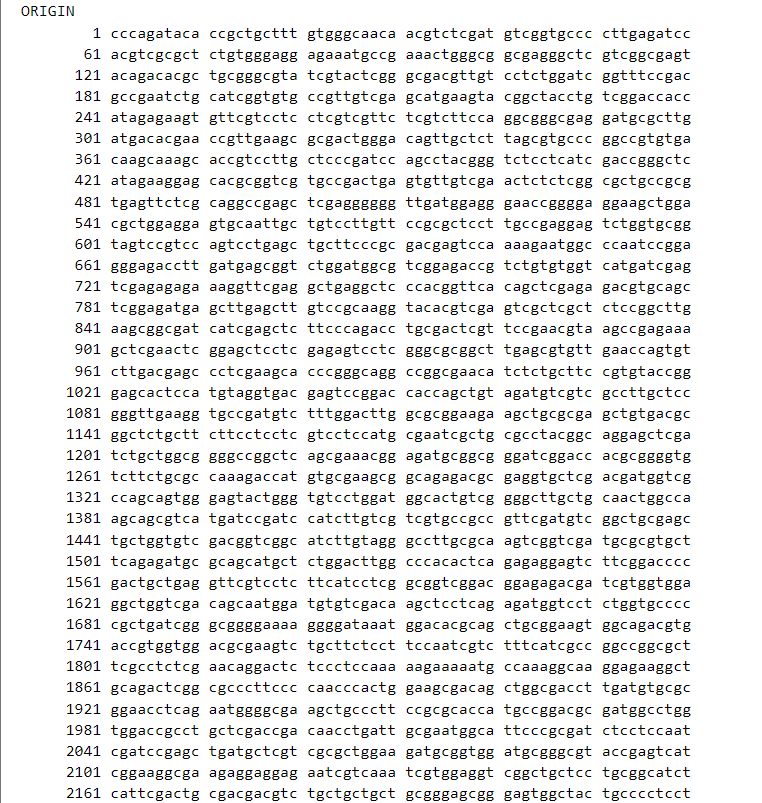 ORIGIN
1 cccagataca ccgctgcttt gtgggcaaca acgtctcgat gtcggtgccc cttgagatcc
61 acgtcgcgct ctgtgggagg agaaatgccg aaactgggcg gcgagggctc gtcggcgagt
121 acagacacgc tgcgggcgta tcgtactcgg gcgacgttgt cctctggatc ggtttccgac
181 gccgaatctg catcggtgtg ccgttgtcga gcatgaagta cggctacctg tcggaccacc
241 atagagaagt gttcgtcctc ctcgtcgttc tcgtcttcca ggcgggcgag gatgcgcttg
301 atgacacgaa ccgttgaagc gcgactggga cagttgctct tagcgtgccc ggccgtgtga
361 caagcaaagc accgtccttg ctcccgatcc agcctacggg tctcctcatc gaccgggctc
421 atagaaggag cacgcggtcg tgccgactga gtgttgtcga actctctcgg cgctgccgcg
481 tgagttctcg caggccgagc tcgagggggg ttgatggagg gaaccggggga ggaagctgga
541 cgctggagga gtgcaattgc tgtccttgtt ccgcgctcct tgccgaggag tctggtgcgg
601 tagtccgtcc agtcctgagc tgcttcccgc gacgagtcca aaagaatggc ccaatccgga
661 gggagacctt gatgagcggt ctggatggcg tcggagaccg tctgtgtggt catgatcgag
721 tcgagagaga aaggttcgag gctgaggctc ccacggttca cagctcgaga gacgtgcagc
781 tcggagatga gcttgagctt gtccgcaagg tacacgtcga gtcgctcgct ctccggcttg
841 aagcggcgat catcgagctc ttcccagacc tgcgactcgt tccgaacgta agccgagaaa
901 gctcgaactc ggagctcctc gagagtcctc gggcgcggct tgagcgtgtt gaaccagtgt
961 cttgacgagc cctcgaagca cccgggcagg ccggcgaaca tctctgcttc cgtgtaccgg
1021 gagcactcca tgtaggtgac gagtccggac caccagctgt agatgtcgtc gccttgctcc
1081 gggttgaagg tgccgatgtc tttggacttg gcgcggaaga agctgcgcga gctgtgacgc
1141 ggctctgctt cttcctcctc gtcctccatg cgaatcgctg cgcctacggc aggagctcga
1201 tctgctggcg gggccggctc agcgaaacgg agatgcggcg ggatcggacc acgcggggtg
1261 tcttctgcgc caaagaccat gtgcgaagcg gcagagacgc gaggtgctcg acgatggtcg
1321 ccagcagtgg gagtactggg tgtcctggat ggcactgtcg gggcttgctg caactggcca
1381 agcagcgtca tgatccgatc catcttgtcg tcgtgccgcc gttcgatgtc ggctgcgagc
1441 tgctggtgtc gacggtcggc atcttgtagg gccttgcgca agtcggtcga tgcgcgtgct
1501 tcagagatgc gcagcatgct ctggacttgg cccacactca gagaggagtc ttcggacccc
1561 gactgctgag gttcgtcctc ttcatcctcg gcggtcggac ggagagacga tcgtggtgga
1621 ggctggtcga cagcaatgga tgtgtcgaca agctcctcag agatggtcct ctggtgcccc
1681 cgctgatcgg gcggggaaaa ggggataaat ggacacgcag ctgcggaagt ggcagacgtg
1741 accgtggtgg acgcgaagtc tgcttctcct tccaatcgtc tttcatcgcc ggccggcgct
1801 tcgcctctcg aacaggactc tccctccaaa aagaaaaatg ccaaaggcaa ggagaaggct
1861 gcagactcgg cgcccttccc caacccactg gaagcgacag ctggcgacct tgatgtgcgc
1921 ggaacctcag aatggggcga agctgccctt ccgcgcacca tgccggacgc gatggcctgg
1981 tggaccgcct gctcgaccga caacctgatt gcgaatggca ttcccgcgat ctcctccaat
2041 cgatccgagc tgatgctcgt cgcgctggaa gatgcggtgg atgcgggcgt accgagtcat
2101 cggaaggcga agaggaggag aatcgtcaaa tcgtggaggt cggctgctcc tgcggcatct
2161 cattcgactg cgacgacgtc tgctgctgct gcgggagcgg gagtggctac tgcccctcct